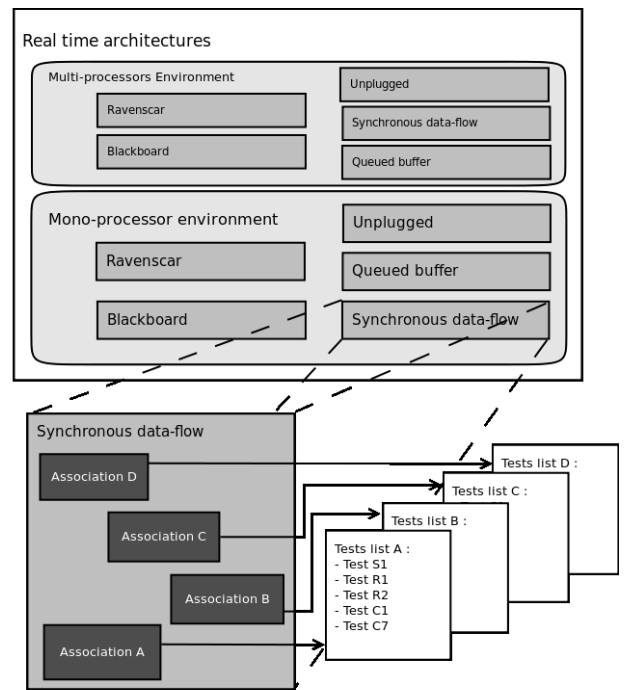 Real time architectures
Multi-processors Environment
Ravenscar
Blackboard
Unplugged
Synchronous data-flow
Queued buffer
Mono-processor environment
Ravenscar
Blackboard
Unplugged
Queued buffer
Synchronous data-flow
Synchronous data-flow
Association D
Association C
Association B
Association A
Tests list D :
Tests list C :
Tests list B :
Tests list A :
- Test S1
- Test R1
- Test R2
- Test C1
- Test C7